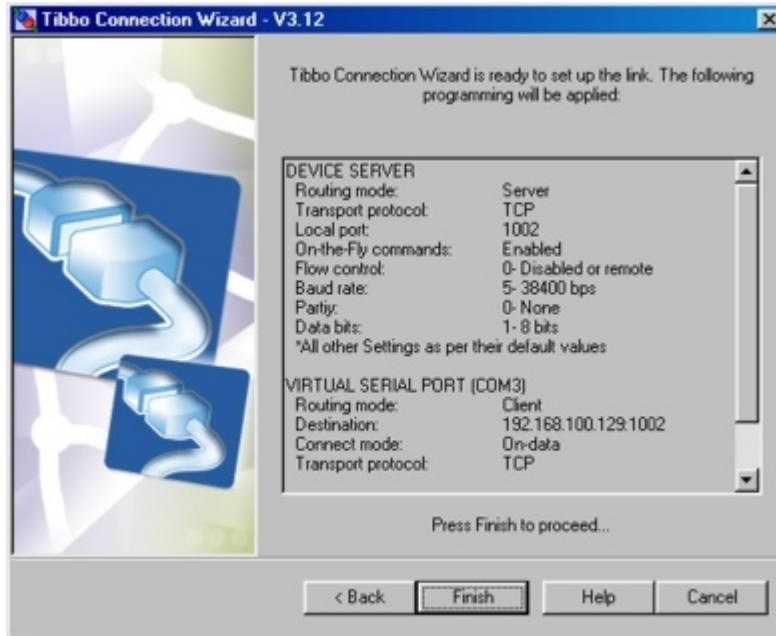 Tibbo Connection Wizard - V3.12
Tibbo Connection Wizard is ready to set up the link. The following
programming will be applied:
DEVICE SERVER
Routing mode: Server
Transport protocol: TCP
Local port: 1002
On-the-Fly commands: Enabled
Flow control: 0- Disabled or remote
Baud rate: 5- 38400 bps
Partiy: 0- None
Data bits: 1- 8 bits
*All other Settings as per their default values
VIRTUAL SERIAL PORT (COM3)
Routing mode: Client
Destination: 192.168.100.129:1002
Connect mode: On-data
Transport protocol: TCP
Press Finish to proceed...
< Back Finish Help Cancel